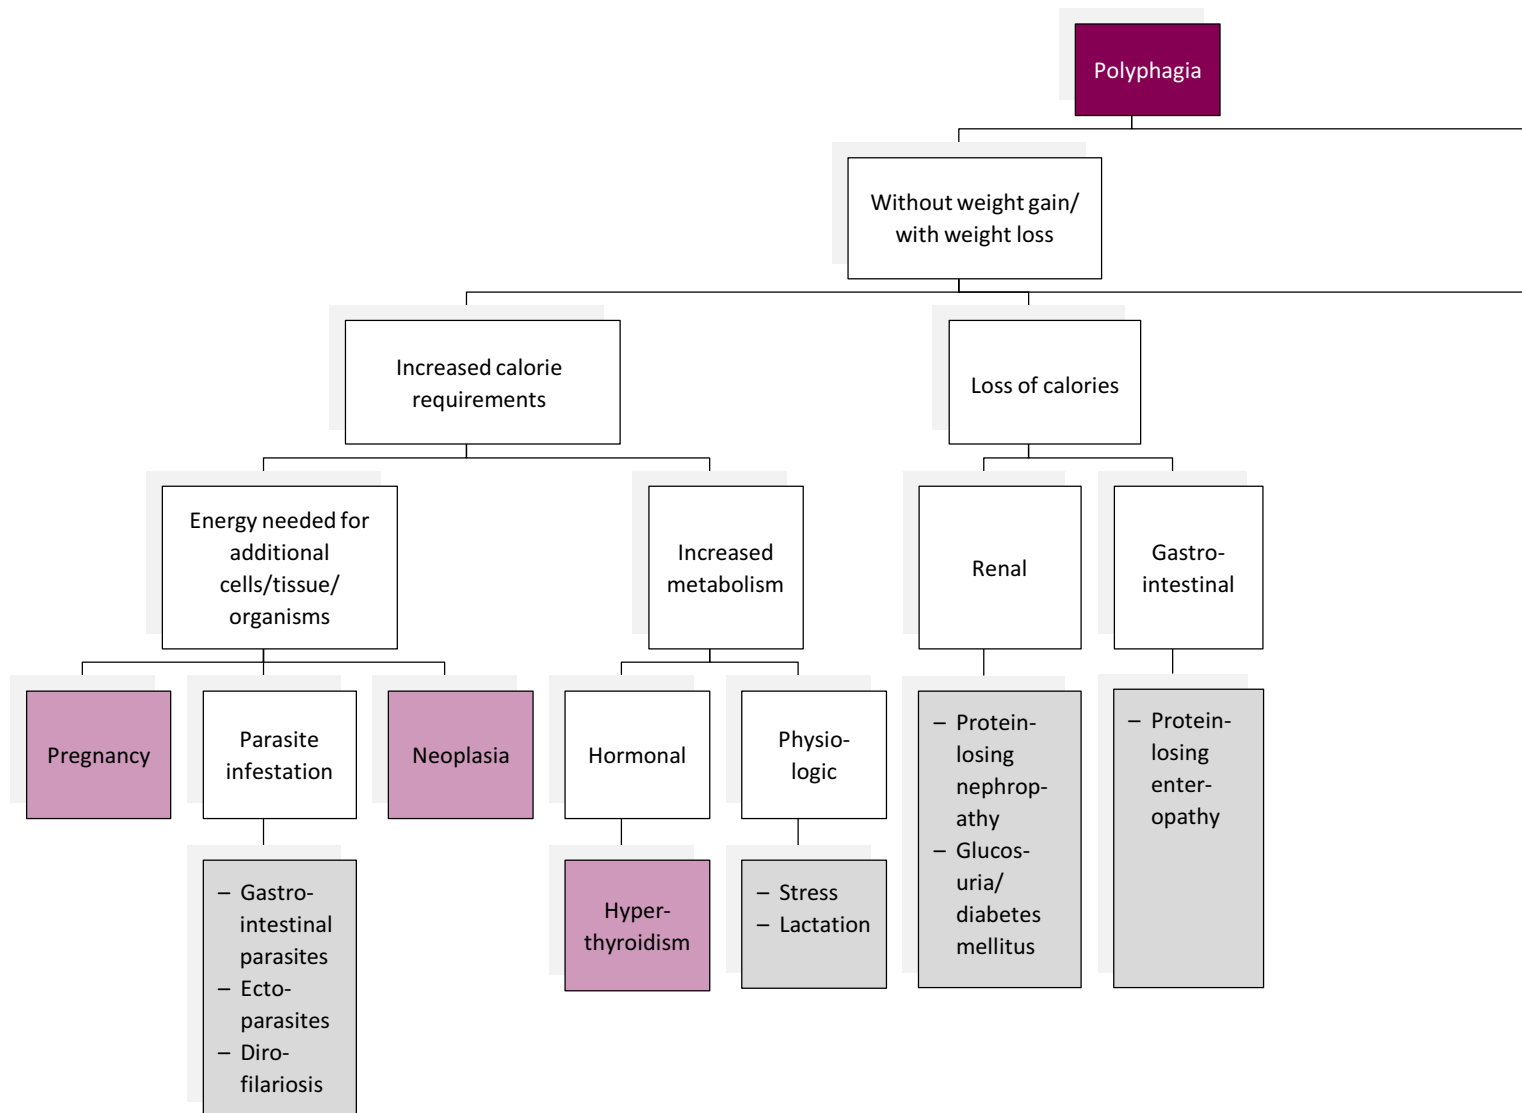 Polyphagia
Without weight gain/
with weight loss
Increased calorie
requirements
Loss of calories
Energy needed for
additional
cells/tissue/
organisms
Increased
metabolism
Renal
Gastro-
intestinal
Pregnancy
Parasite
infestation
Neoplasia
Hormonal
Physio-
logic
– Protein-
losing
nephrop-
athy
– Glucos-
uria/
diabetes
mellitus
– Protein-
losing
enter-
opathy
– Gastro-
intestinal
parasites
– Ecto-
parasites
– Diro-
filariosis
Hyper-
thyroidism
– Stress
– Lactation